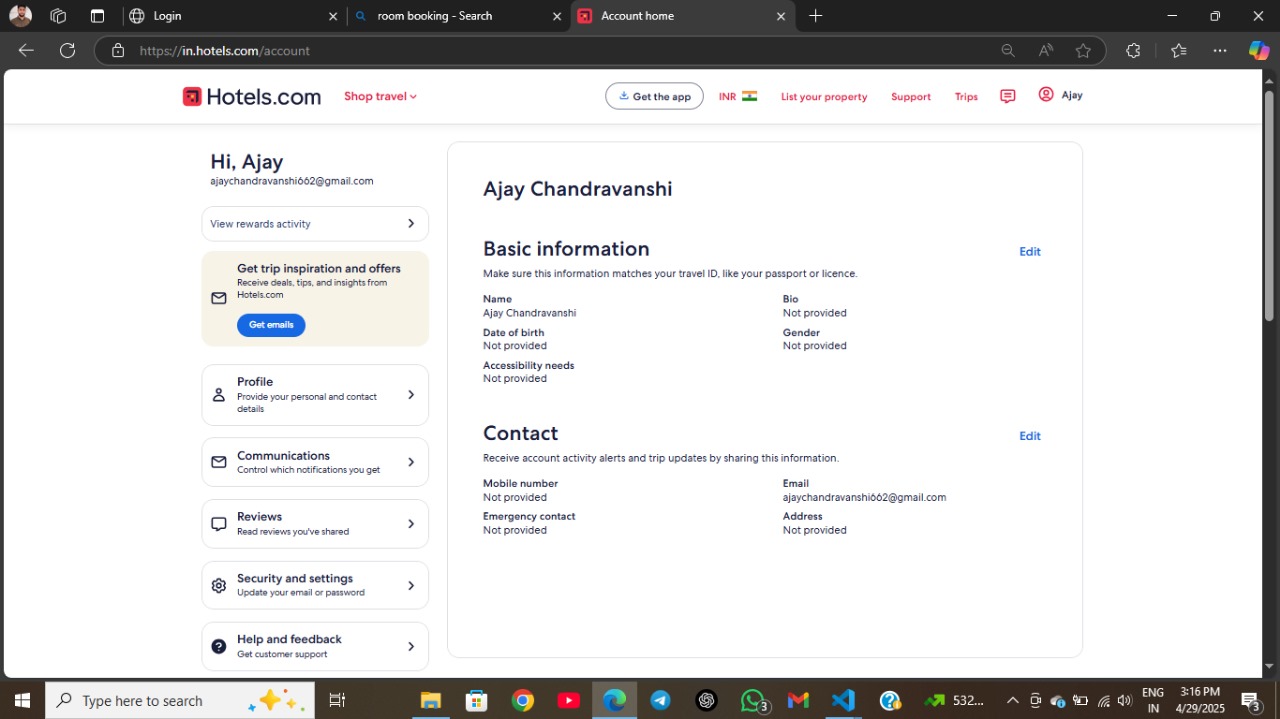 Login
room booking - Search
Account home
https://in.hotels.com/account
Hotels.com
Shop travel
Get the app
INR
List your property
Support
Trips
Ajay
Hi, Ajay
ajaychandravanshi662@gmail.com
View rewards activity
Get trip inspiration and offers
Receive deals, tips, and insights from
Hotels.com
Get emails
Profile
Provide your personal and contact
details
Communications
Control which notifications you get
Reviews
Read reviews you've shared
Security and settings
Update your email or password
Help and feedback
Get customer support
Ajay Chandravanshi
Basic information
Edit
Make sure this information matches your travel ID, like your passport or licence.
Name
Ajay Chandravanshi
Bio
Not provided
Date of birth
Not provided
Gender
Not provided
Accessibility needs
Not provided
Contact
Edit
Receive account activity alerts and trip updates by sharing this information.
Mobile number
Not provided
Email
ajaychandravanshi662@gmail.com
Emergency contact
Not provided
Address
Not provided
Type here to search
3
532...
ENG
IN
3:16 PM
4/29/2025
3